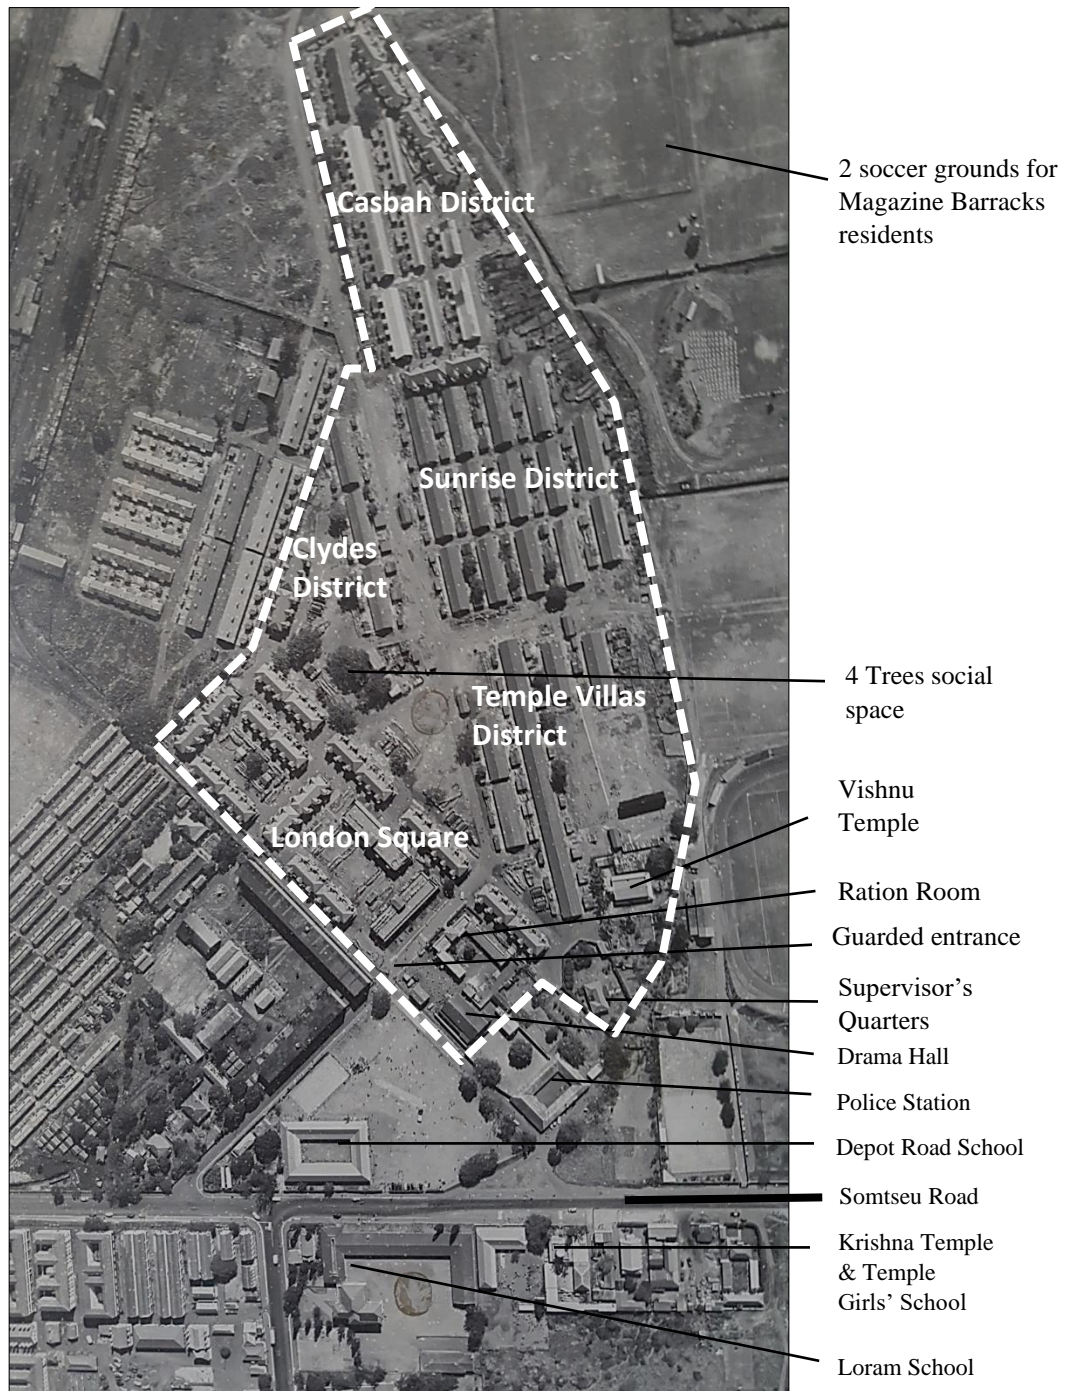 2 soccer grounds for
Magazine Barracks
residents
Casbah District
Sunrise District
Clydes
District
4 Trees social
space
Temple Villas
District
Vishnu
Temple
London Square
Ration Room
Guarded entrance
Supervisor’s
Quarters
Drama Hall
Police Station
Depot Road School
Somtseu Road
Krishna Temple
& Temple
Girls’ School
Loram School